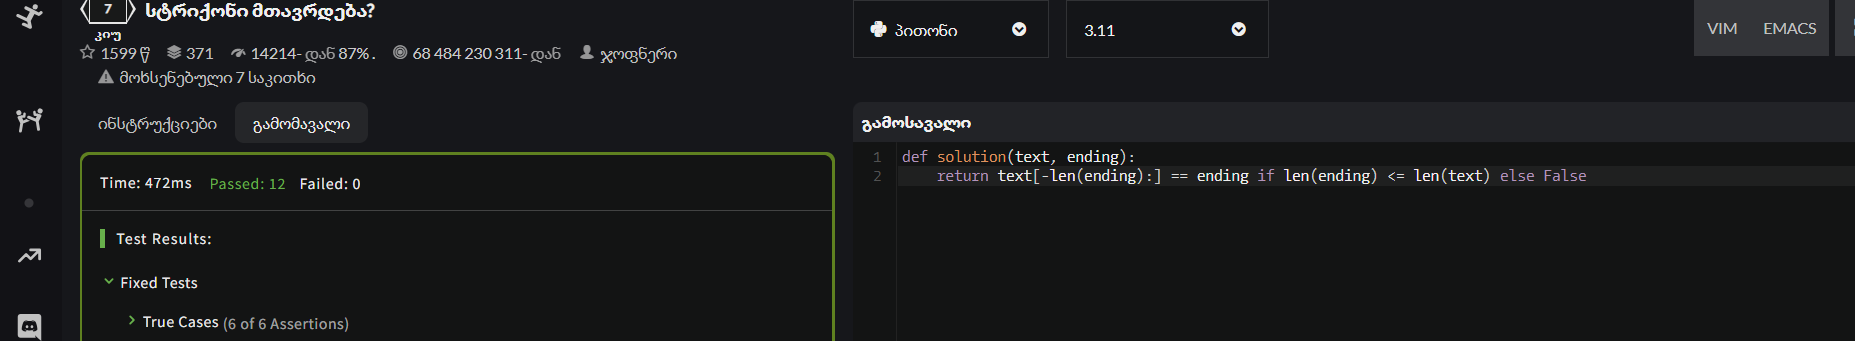 7 სტრიქონი მთავრდება?
კიუ
1599 წ 371 14214- დან 87% . 68 484 230 311- დან ჯოფნერი
მოხსენებული 7 საკითხი
ინსტრუქციები გამომავალი
Time: 472ms Passed: 12 Failed: 0
Test Results:
Fixed Tests
True Cases (6 of 6 Assertions)
პითონი 3.11 VIM EMACS
გამოსავალი
1 def solution(text, ending):
2 return text[-len(ending):] == ending if len(ending) <= len(text) else False